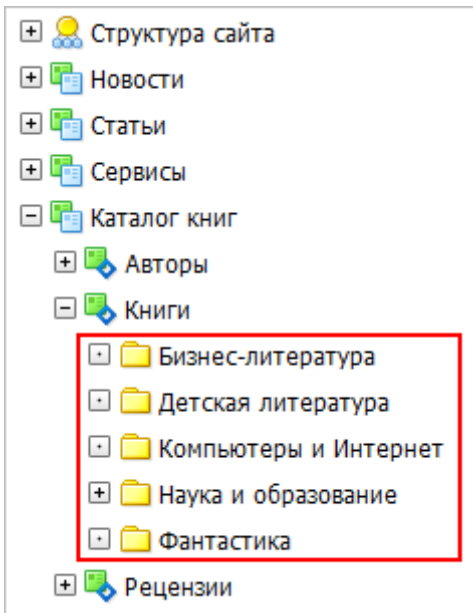 Структура сайта
Новости
Статьи
Сервисы
Каталог книг
Авторы
Книги
Бизнес-литература
Детская литература
Компьютеры и Интернет
Наука и образование
Фантастика
Рецензии